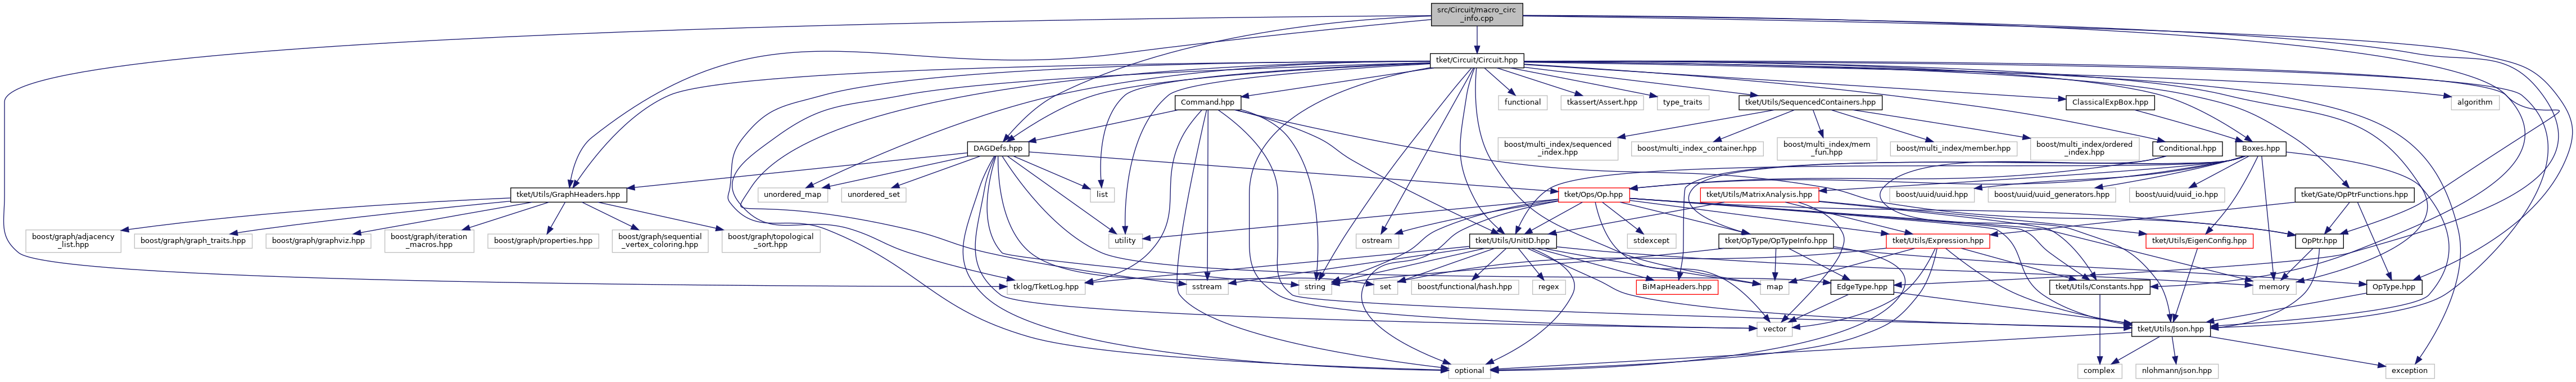 src/Circuit/macro_circ
_info.cpp
tket/Circuit/Circuit.hpp
Command.hpp
functional
tkassert/Assert.hpp
type_traits
tket/Utils/SequencedContainers.hpp
ClassicalExpBox.hpp
algorithm
DAGDefs.hpp
boost/multi_index/sequenced
_index.hpp
boost/multi_index_container.hpp
boost/multi_index/mem
_fun.hpp
boost/multi_index/member.hpp
boost/multi_index/ordered
_index.hpp
Conditional.hpp
Boxes.hpp
tket/Utils/GraphHeaders.hpp
unordered_map
unordered_set
list
tket/Ops/Op.hpp
tket/Utils/MatrixAnalysis.hpp
boost/uuid/uuid.hpp
boost/uuid/uuid_generators.hpp
boost/uuid/uuid_io.hpp
tket/Gate/OpPtrFunctions.hpp
boost/graph/adjacency
_list.hpp
boost/graph/graph_traits.hpp
boost/graph/graphviz.hpp
boost/graph/iteration
_macros.hpp
boost/graph/properties.hpp
boost/graph/sequential
_vertex_coloring.hpp
boost/graph/topological
_sort.hpp
utility
ostream
tket/Utils/UnitID.hpp
stdexcept
tket/OpType/OpTypeInfo.hpp
tket/Utils/Expression.hpp
tket/Utils/EigenConfig.hpp
OpPtr.hpp
tklog/TketLog.hpp
sstream
string
set
boost/functional/hash.hpp
regex
BiMapHeaders.hpp
map
EdgeType.hpp
tket/Utils/Constants.hpp
memory
OpType.hpp
vector
tket/Utils/Json.hpp
optional
complex
nlohmann/json.hpp
exception